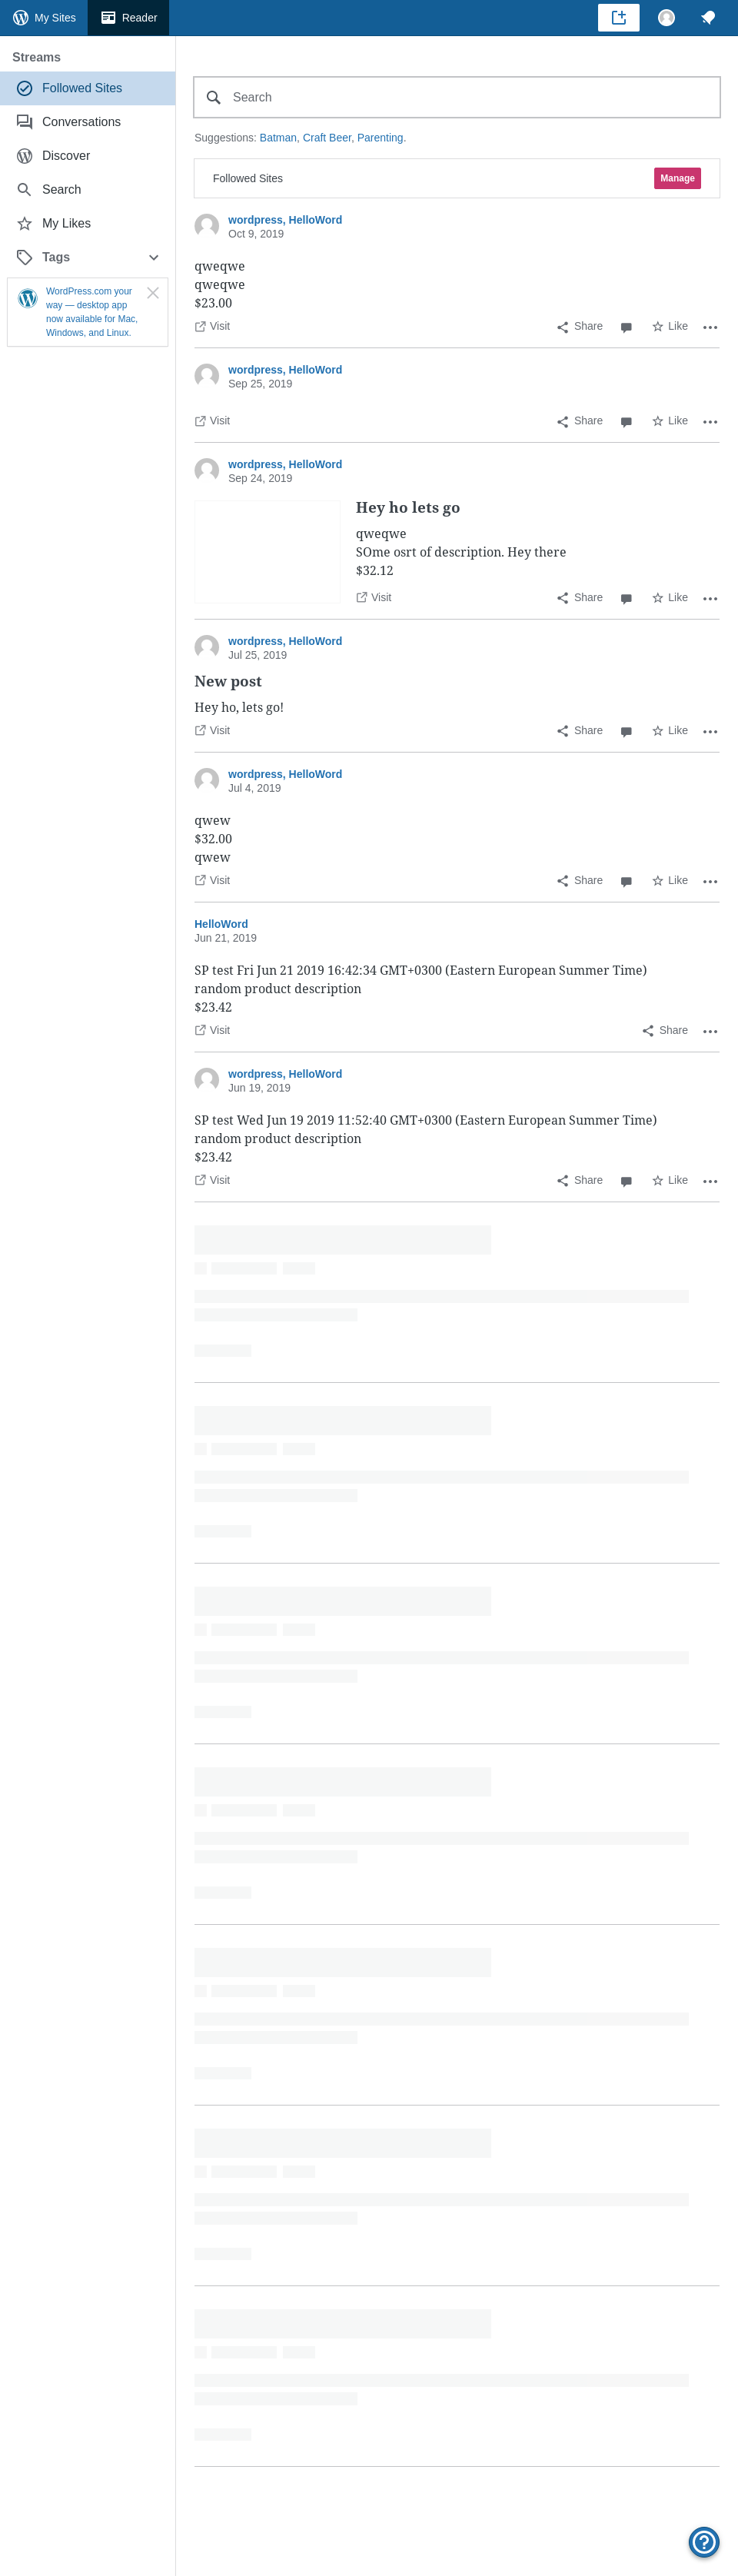 My Sites
Reader
Streams
Followed Sites
Conversations
Discover
Search
My Likes
Tags
WordPress.com your
way — desktop app
now available for Mac,
Windows, and Linux.
Search
Suggestions: Batman, Craft Beer, Parenting.
Followed Sites
Manage
wordpress, HelloWord
Oct 9, 2019
qweqwe
qweqwe
$23.00
Visit
Share
Like
wordpress, HelloWord
Sep 25, 2019
Visit
Share
Like
wordpress, HelloWord
Sep 24, 2019
Hey ho lets go
qweqwe
SOme osrt of description. Hey there
$32.12
Visit
Share
Like
wordpress, HelloWord
Jul 25, 2019
New post
Hey ho, lets go!
Visit
Share
Like
wordpress, HelloWord
Jul 4, 2019
qwew
$32.00
qwew
Visit
Share
Like
HelloWord
Jun 21, 2019
SP test Fri Jun 21 2019 16:42:34 GMT+0300 (Eastern European Summer Time)
random product description
$23.42
Visit
Share
wordpress, HelloWord
Jun 19, 2019
SP test Wed Jun 19 2019 11:52:40 GMT+0300 (Eastern European Summer Time)
random product description
$23.42
Visit
Share
Like